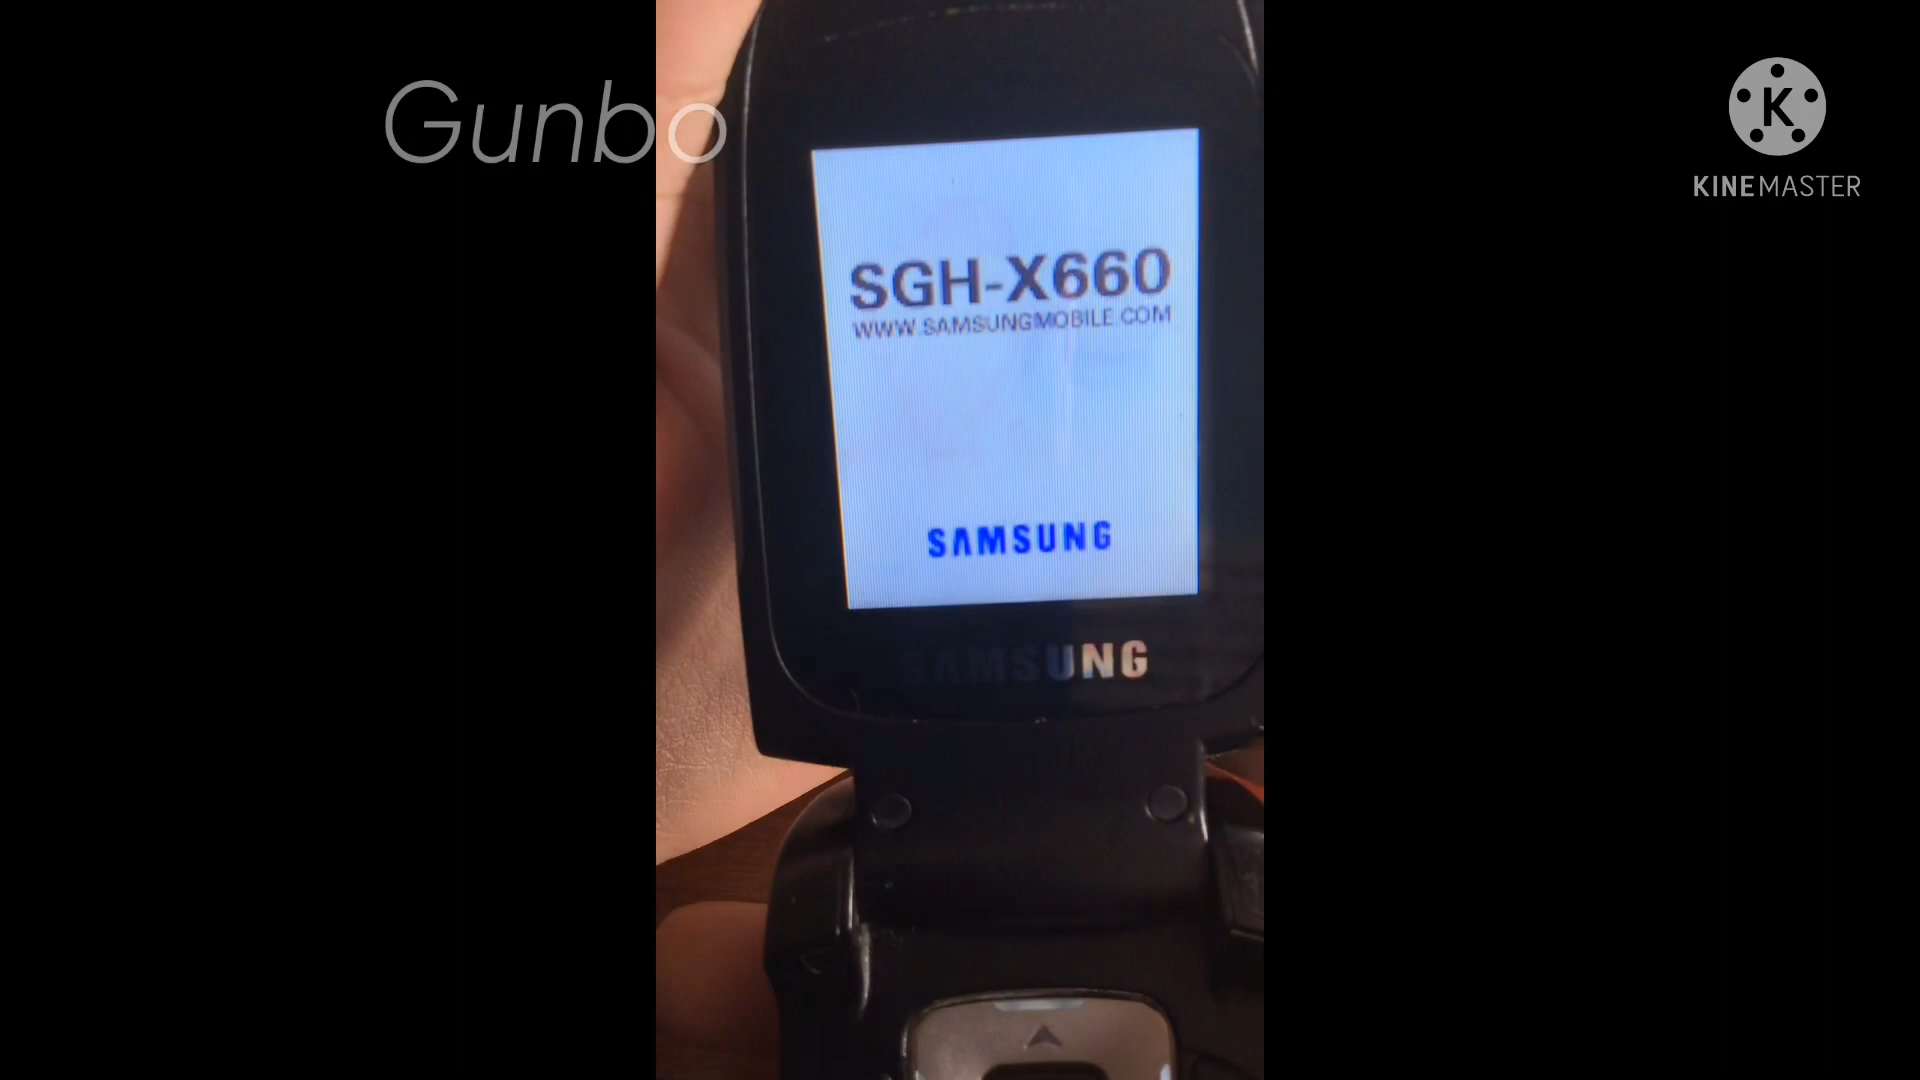 Gunbo
K
KINEMASTER
SGH-X660
WWW.SAMSUNGMOBILE.COM
SAMSUNG
SAMSUNG